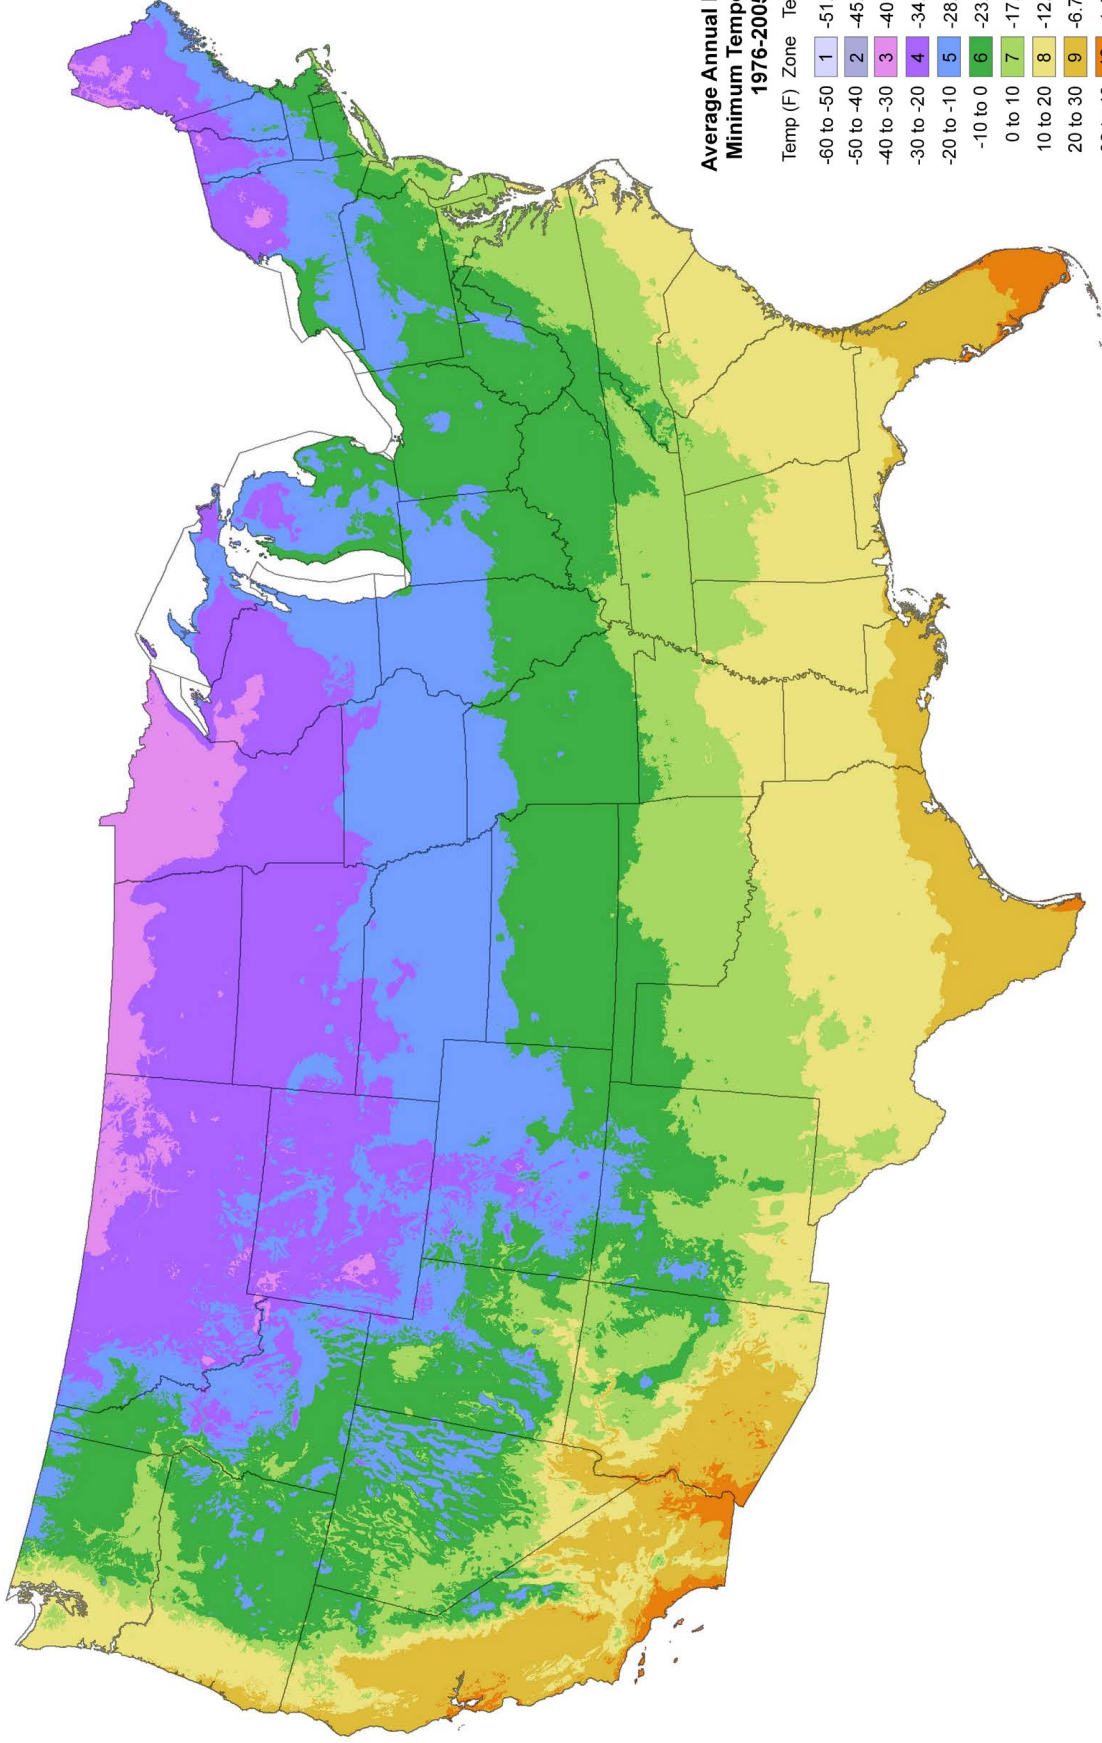 Average Annual
Minimum Tempe
1976-2005
Temp (F) Zone Te
-60 to -50 1 -51
-50 to -40 2 -45
-40 to -30 3 -40
-30 to -20 4 -34
-20 to -10 5 -28
-10 to 0 6 -23
0 to 10 7 -17.
10 to 20 8 -12
20 to 30 9 -6.7